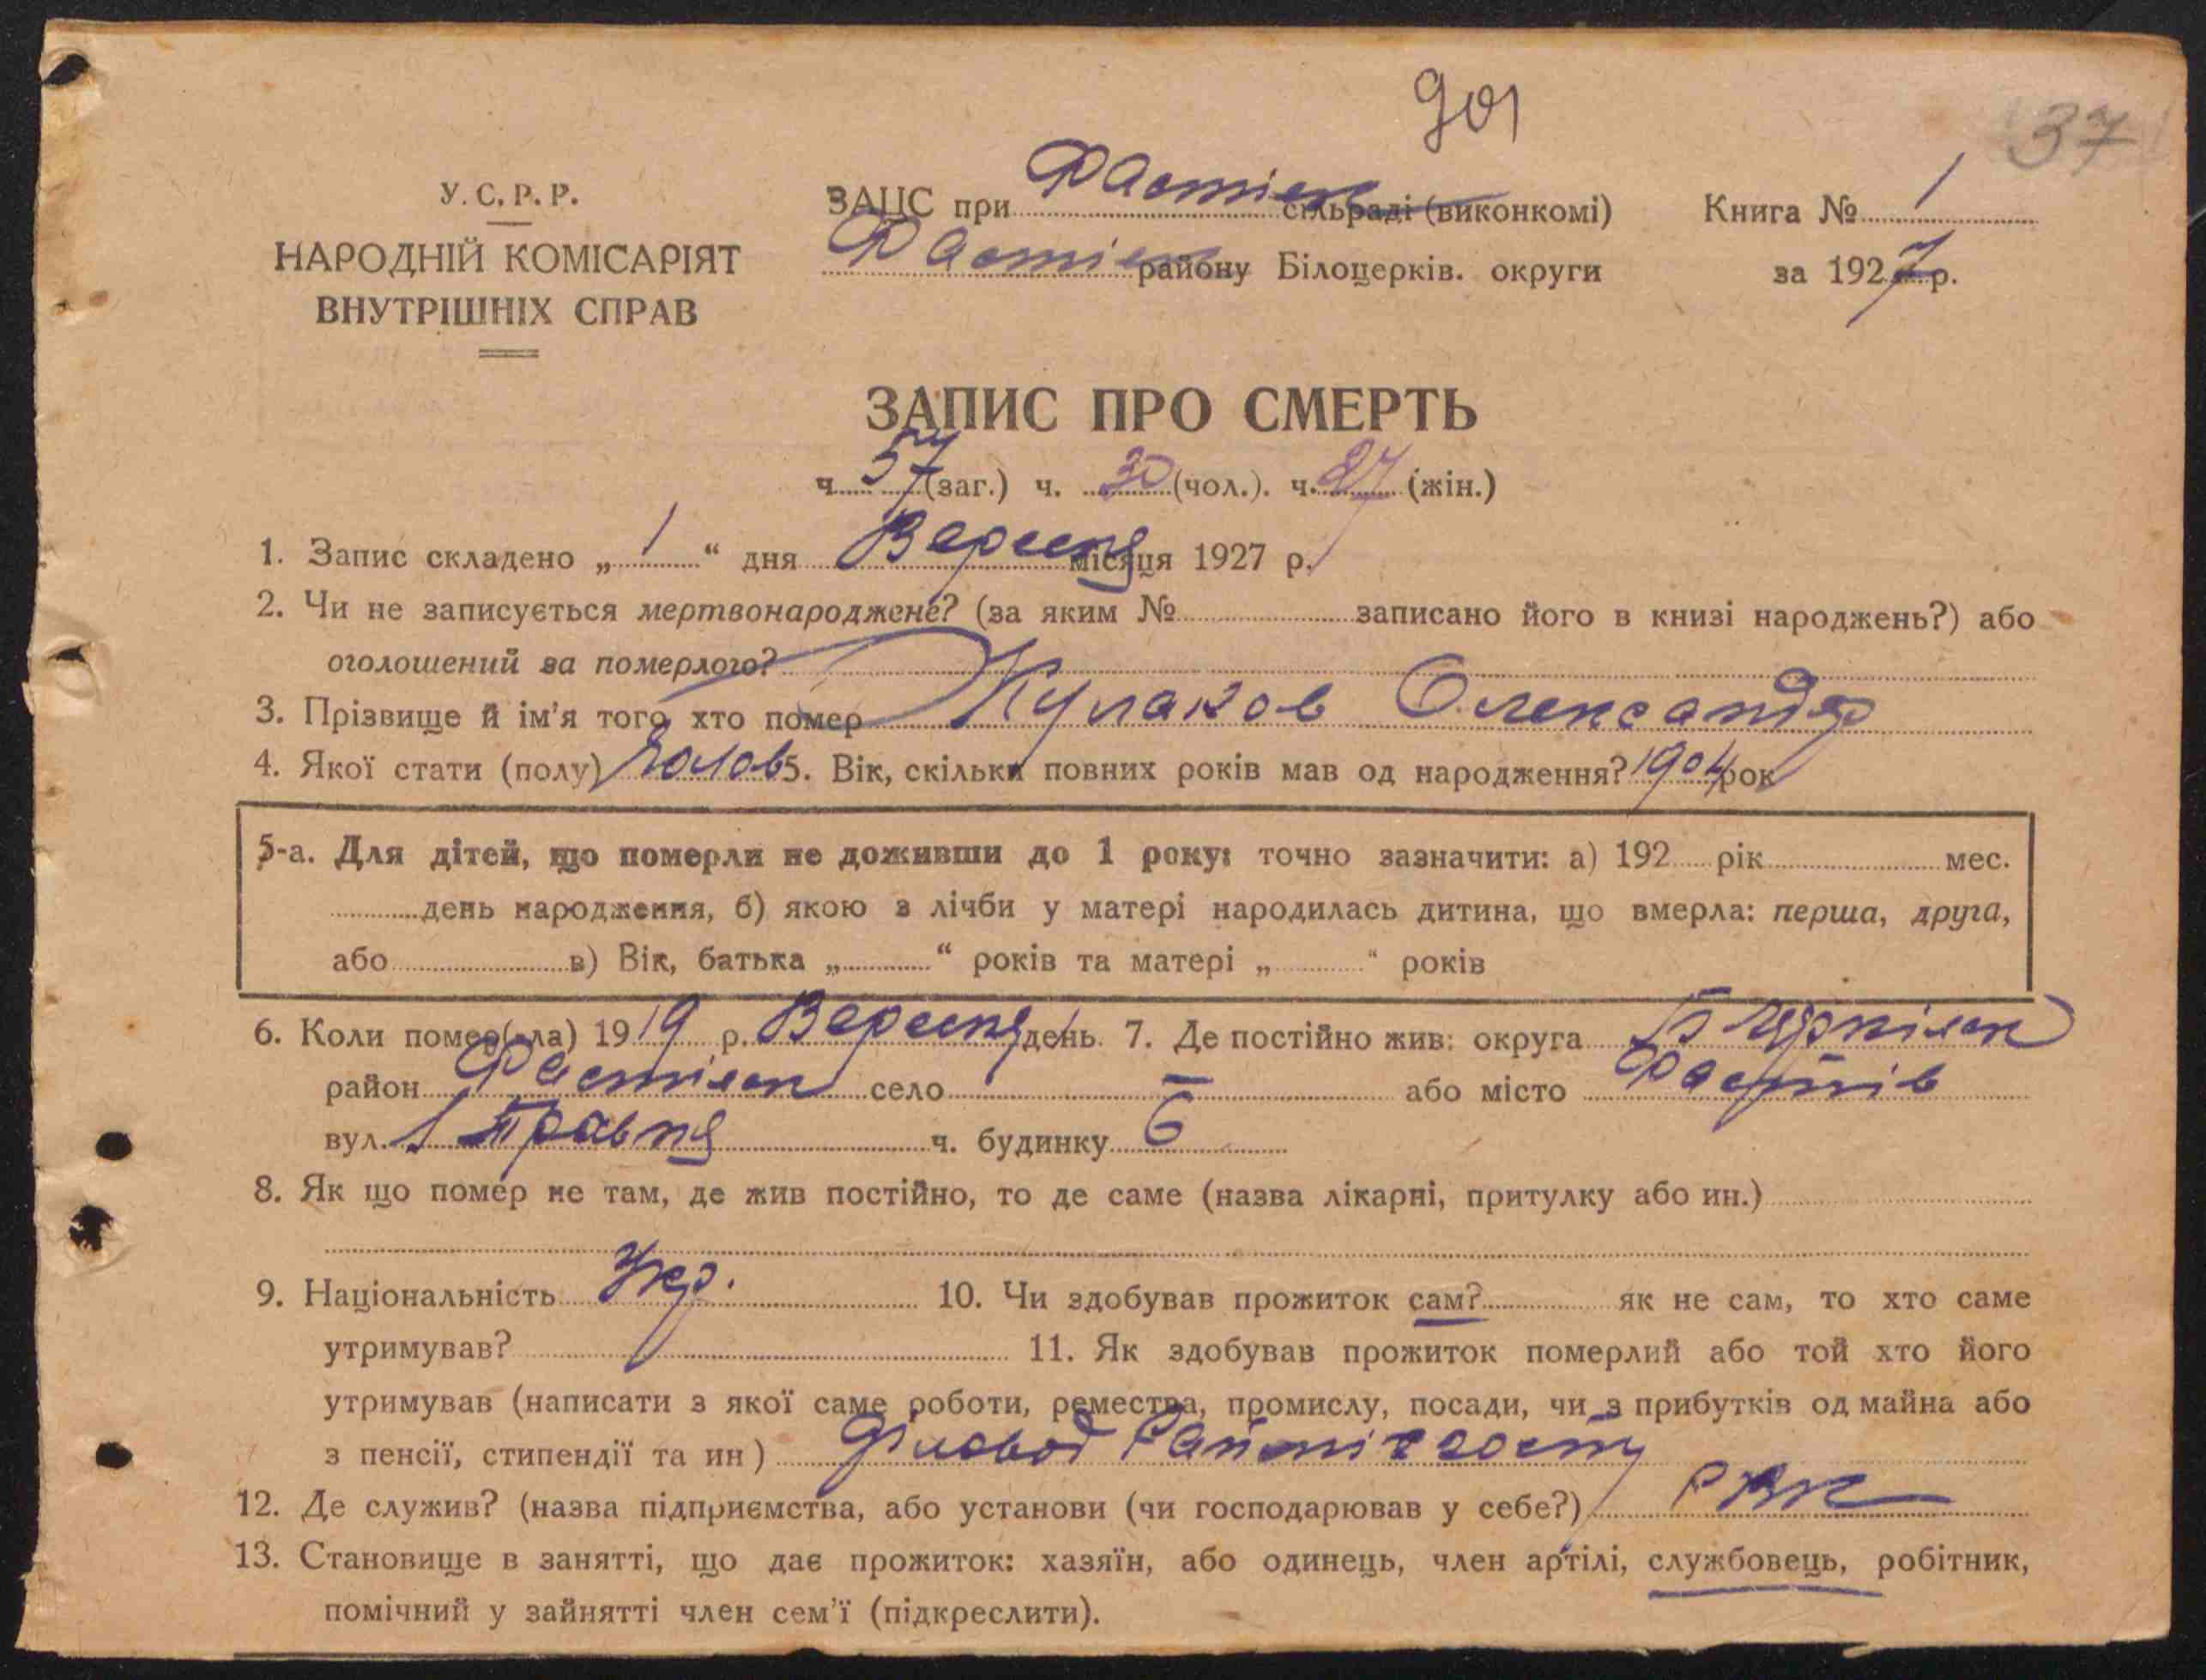 901
37
У. С. Р. Р.
НАРОДНІЙ КОМІСАРІЯТ
ВНУТРІШНІХ СПРАВ
ЗАЦС при Фастівськ сільраді (виконкомі)
Фастівськ району Білоцерків. округи
Книга № 1
за 1927 р.
ЗАПИС ПРО СМЕРТЬ
ч. 57 (заг.) ч. 30 (чол.). ч. 27 (жін.)
1. Запис складено „ 1 “ дня Вересня місяця 1927 р.
2. Чи не записується мертвонароджене? (за яким № записано його в книзі народжень?) або
оголошений за померлого?
3. Прізвище й ім'я того, хто помер Кулаков Олександр
4. Якої стати (полу) Чолов 5. Вік, скільки повних років мав од народження? 1904 рок
5-а. Для дітей, що померли не доживши до 1 року: точно зазначити: а) 192 рік мес.
день народження, б) якою з лічби у матері народилась дитина, що вмерла: перша, друга,
або в) Вік, батька „ “ років та матері „ “ років
6. Коли помер(-ла) 1919 р. Вересня 1 день. 7. Де постійно жив: округа
район Фастівськ село — або місто Фастів
вул. 1 Травня ч. будинку 6
8. Як що помер не там, де жив постійно, то де саме (назва лікарні, притулку або ин.)
9. Національність Укр. 10. Чи здобував прожиток сам? як не сам, то хто саме
утримував? 11. Як здобував прожиток померлий або той хто його
утримував (написати з якої саме роботи, ремества, промислу, посади, чи з прибутків од майна або
з пенсії, стипендії та ин) Діловод
12. Де служив? (назва підприємства, або установи (чи господарював у себе?) РВК
13. Становище в занятті, що дає прожиток: хазяїн, або одинець, член артілі, службовець, робітник,
помічний у зайнятті член сем'ї (підкреслити).